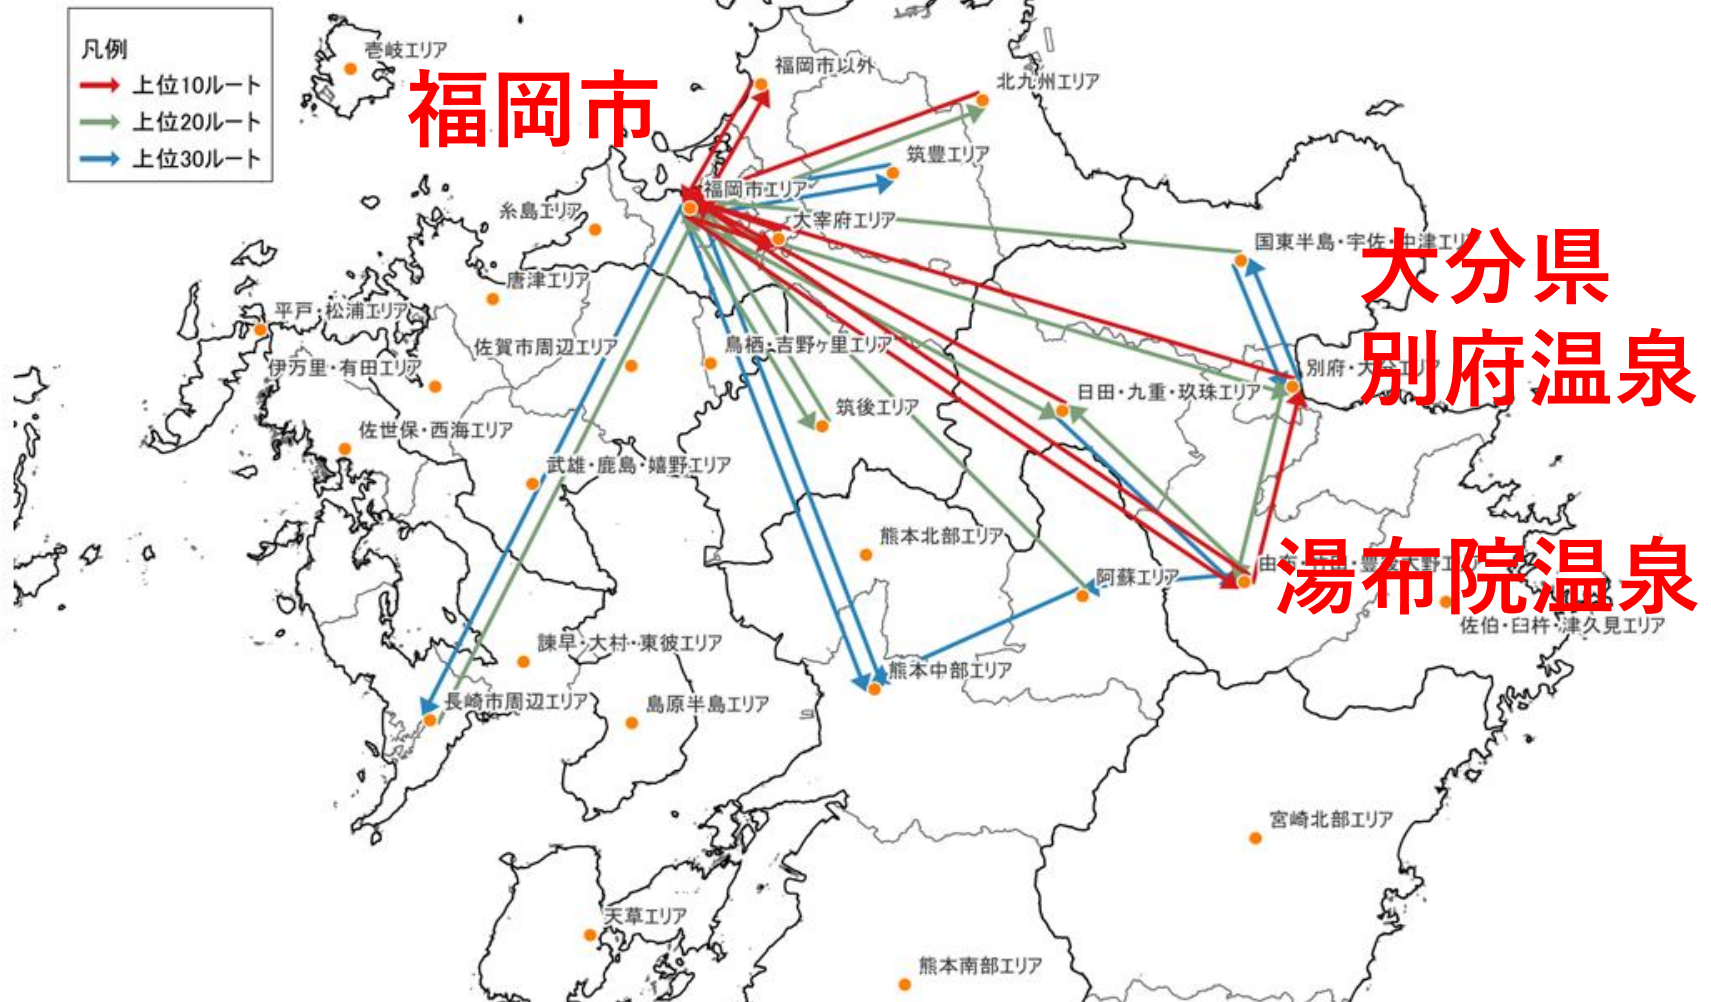 凡例
上位10ルート
上位20ルート
上位30ルート
壱岐エリア
福岡市
福岡市以外
北九州エリア
筑豊エリア
福岡市エリア
糸島エリア
大宰府エリア
国東半島・宇佐・中津エリ
大分県
別府温泉
唐津エリア
平戸・松浦エリア
佐賀市周辺エリア
鳥栖・吉野ヶ里エリア
伊万里・有田エリア
別府・大分エリア
日田・九重・玖珠エリア
筑後エリア
佐世保・西海エリア
武雄・鹿島・嬉野エリア
熊本北部エリア
阿蘇エリア
湯布院温泉
佐伯・臼杵・津久見エリア
諫早・大村・東彼エリア
熊本中部エリア
長崎市周辺エリア
島原半島エリア
宮崎北部エリア
天草エリア
熊本南部エリア